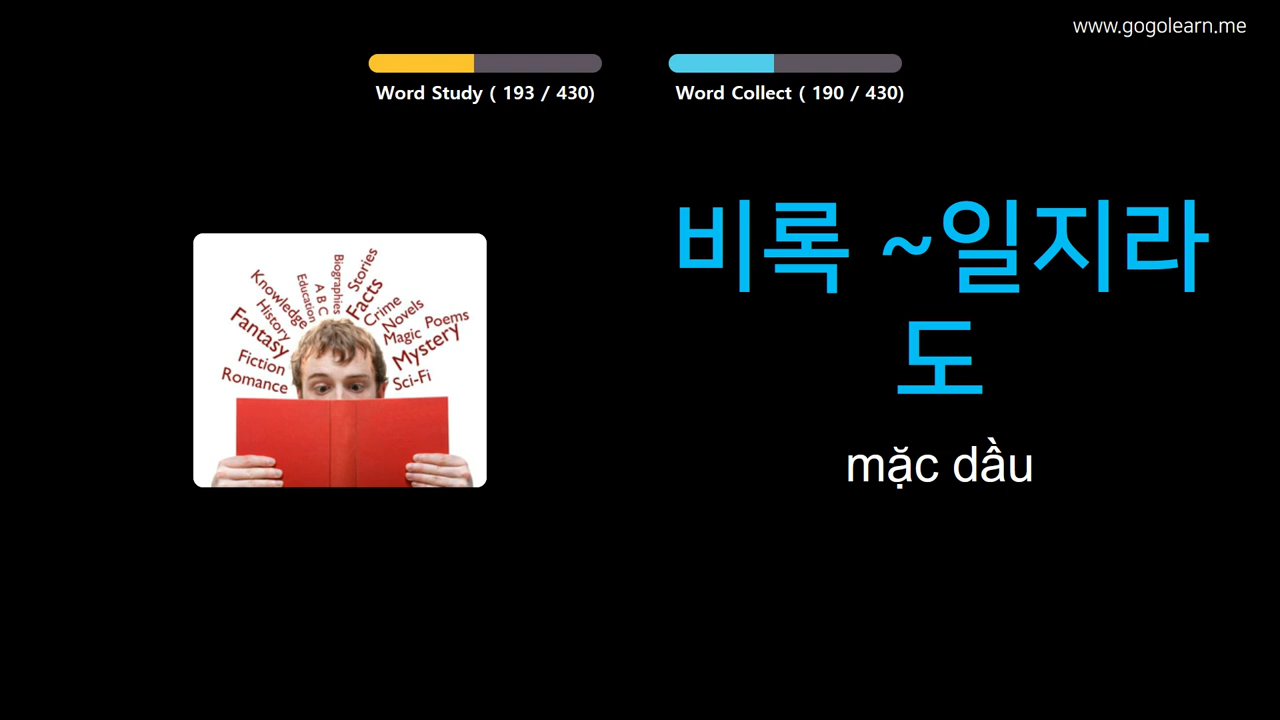 www.gogolearn.me
Word Study ( 193 / 430)
Word Collect ( 190 / 430)
비록 ~일지라
도
mặc dầu
Stories
Biographies
Facts
A B C
Education
Knowledge
History
Fantasy
Fiction
Romance
Crime
Novels
Magic
Poems
Mystery
Sci-Fi